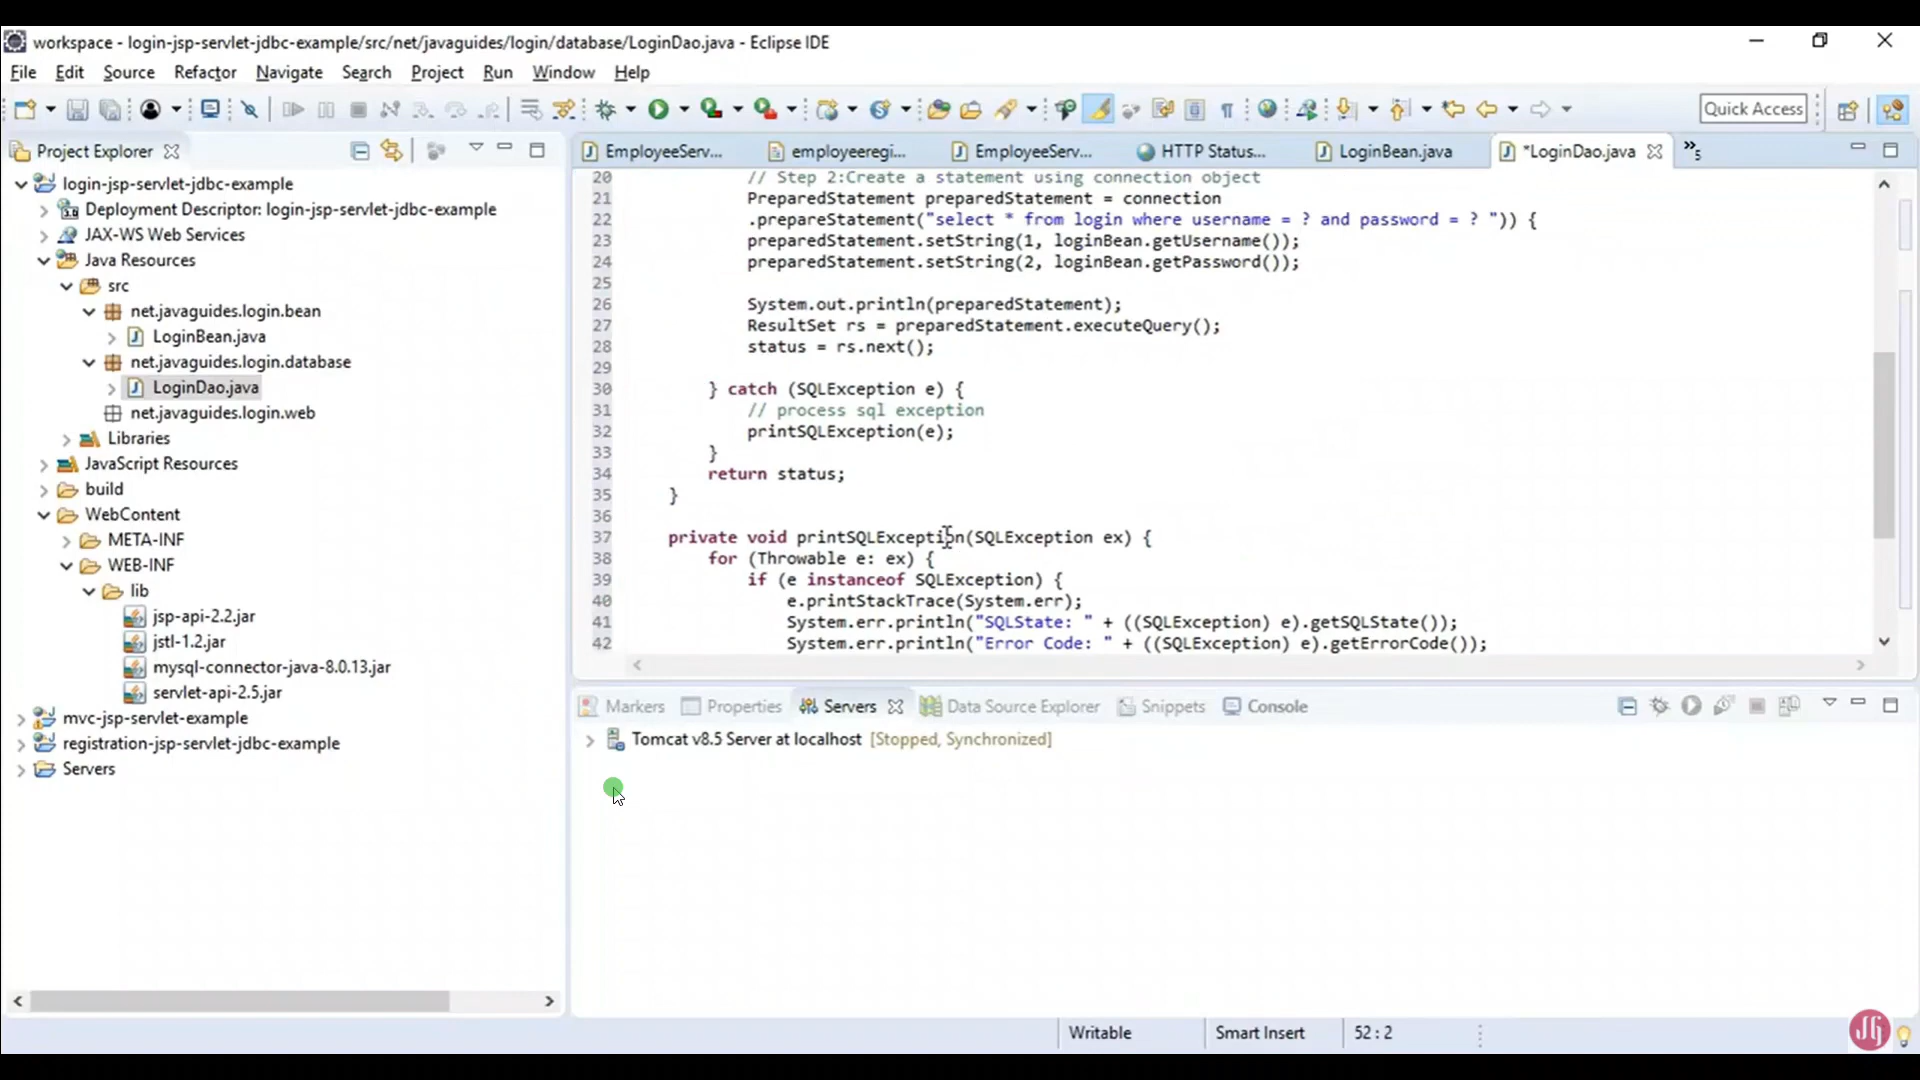 workspace - login-jsp-servlet-jdbc-example/src/net/javaguides/login/database/LoginDao.java - Eclipse IDE
File Edit Source Refactor Navigate Search Project Run Window Help
Quick Access
Project Explorer
login-jsp-servlet-jdbc-example
Deployment Descriptor: login-jsp-servlet-jdbc-example
JAX-WS Web Services
Java Resources
src
net.javaguides.login.bean
LoginBean.java
net.javaguides.login.database
LoginDao.java
net.javaguides.login.web
Libraries
JavaScript Resources
build
WebContent
META-INF
WEB-INF
lib
jsp-api-2.2.jar
jstl-1.2.jar
mysql-connector-java-8.0.13.jar
servlet-api-2.5.jar
mvc-jsp-servlet-example
registration-jsp-servlet-jdbc-example
Servers
EmployeeServ... employeeregi... EmployeeServ... HTTP Status... LoginBean.java *LoginDao.java »5
20 // Step 2:Create a statement using connection object
21 PreparedStatement preparedStatement = connection
22 .prepareStatement("select * from login where username = ? and password = ? ")) {
23 preparedStatement.setString(1, loginBean.getUsername());
24 preparedStatement.setString(2, loginBean.getPassword());
25
26 System.out.println(preparedStatement);
27 ResultSet rs = preparedStatement.executeQuery();
28 status = rs.next();
29
30 } catch (SQLException e) {
31 // process sql exception
32 printSQLException(e);
33 }
34 return status;
35 }
36
37 private void printSQLException(SQLException ex) {
38 for (Throwable e: ex) {
39 if (e instanceof SQLException) {
40 e.printStackTrace(System.err);
41 System.err.println("SQLState: " + ((SQLException) e).getSQLState());
42 System.err.println("Error Code: " + ((SQLException) e).getErrorCode());
Markers Properties Servers Data Source Explorer Snippets Console
Tomcat v8.5 Server at localhost [Stopped, Synchronized]
Writable Smart Insert 52 : 2
JG